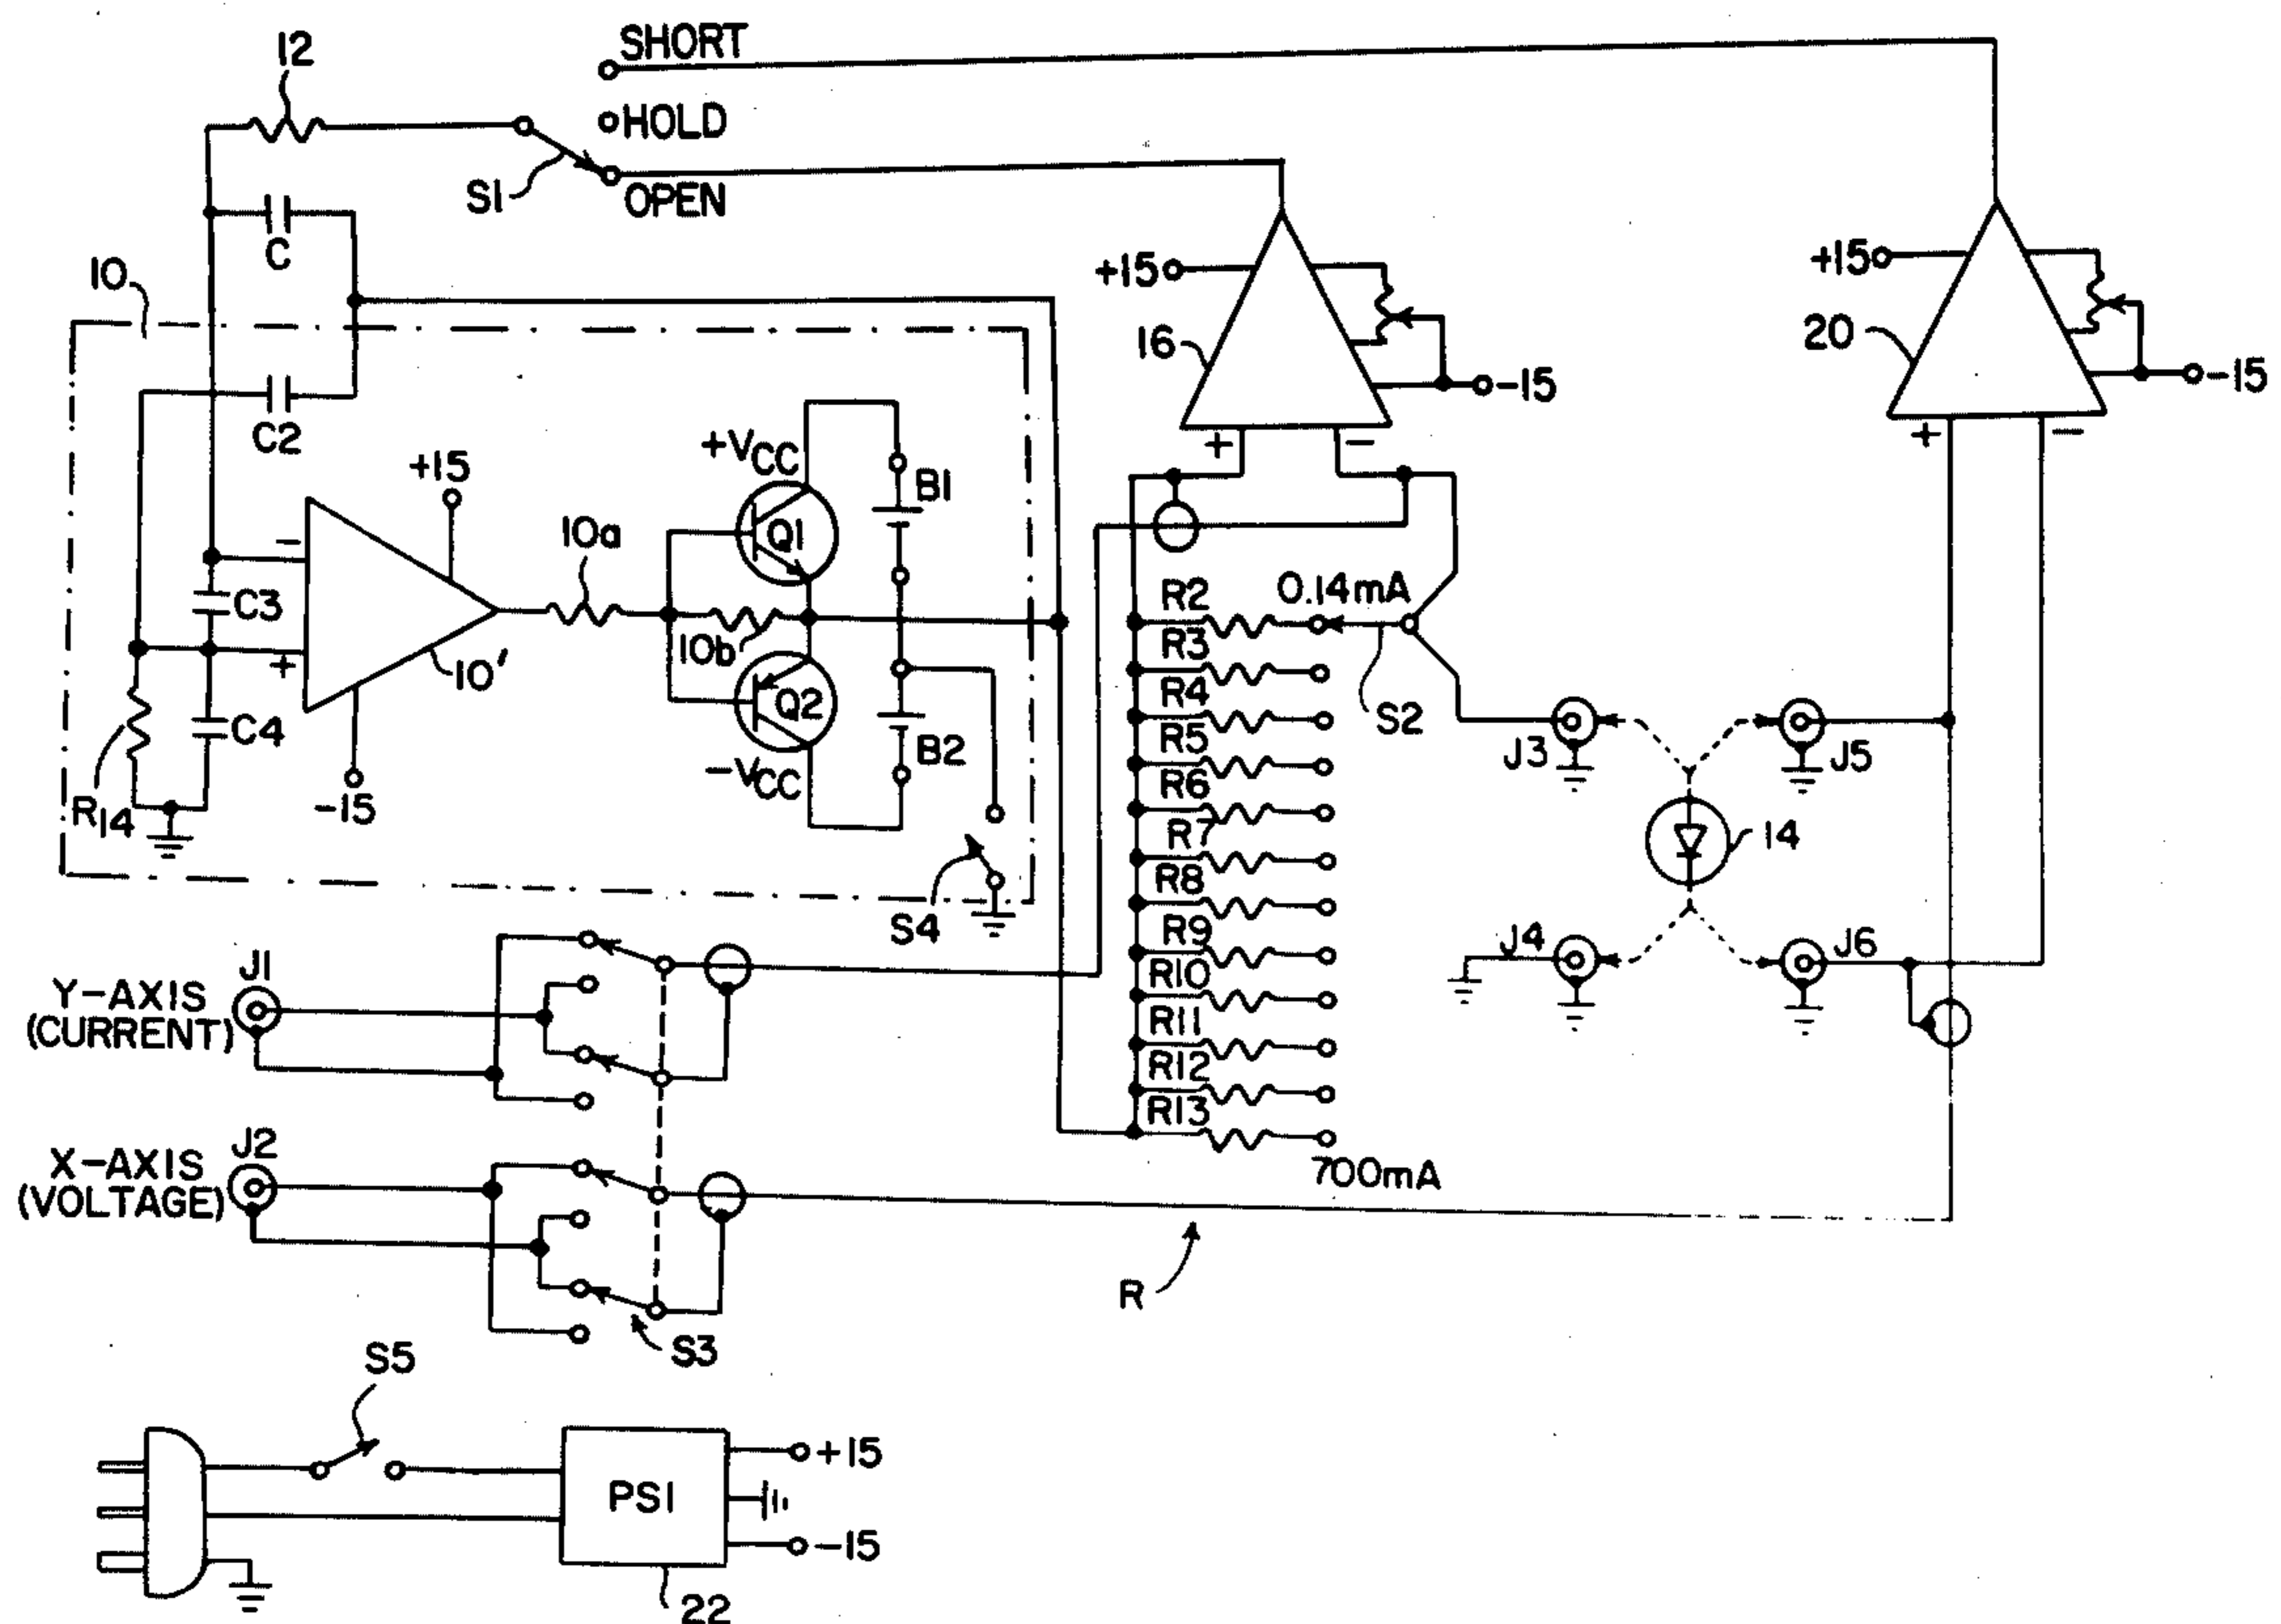 12
SHORT
HOLD
OPEN
S1
C
10
C2
+15
16
-15
+15
20
-15
+ -
+ -
+15
+VCC
B1
10a
Q1
-
C3
10b
+
10'
Q2
C4
B2
-VCC
R14
-15
S4
R2
0.14mA
R3
R4
S2
R5
R6
R7
R8
R9
R10
R11
R12
R13
700mA
J3
J5
14
J4
J6
Y-AXIS
(CURRENT)
J1
X-AXIS
(VOLTAGE)
J2
S3
R
S5
PS1
+15
-15
22